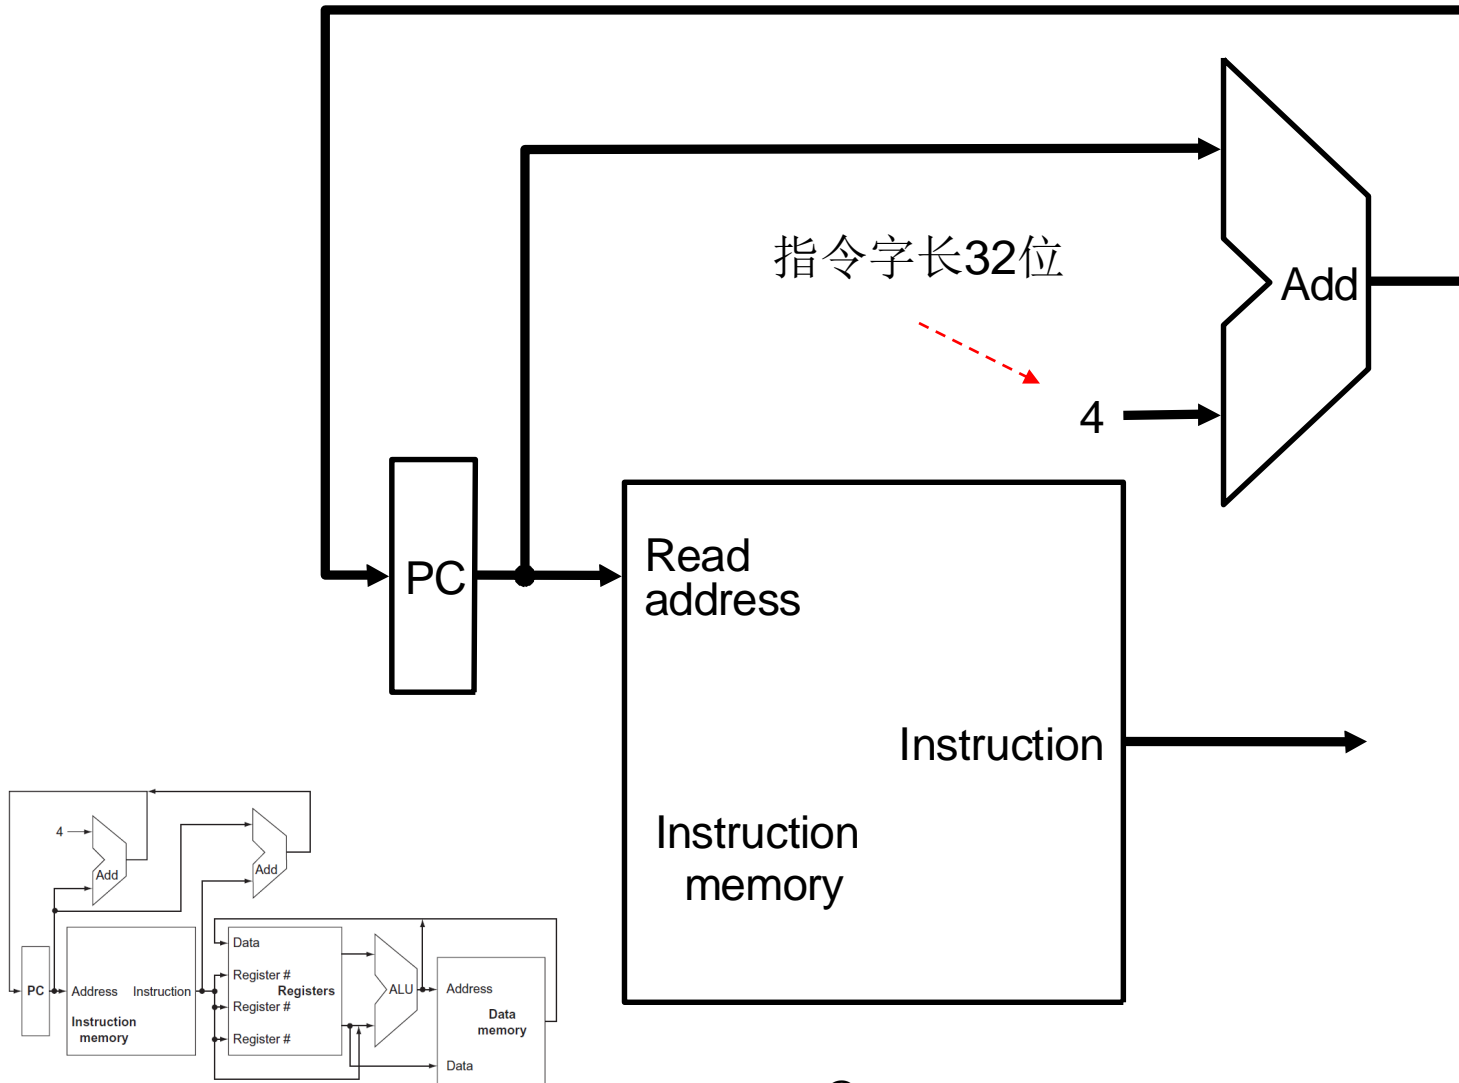 指令字长32位
Add
4
PC
Read
address
Instruction
Instruction
memory
4
Add
Add
Data
Register #
Registers
Register #
Register #
PC
Address
Instruction
Instruction
memory
ALU
Address
Data
memory
Data